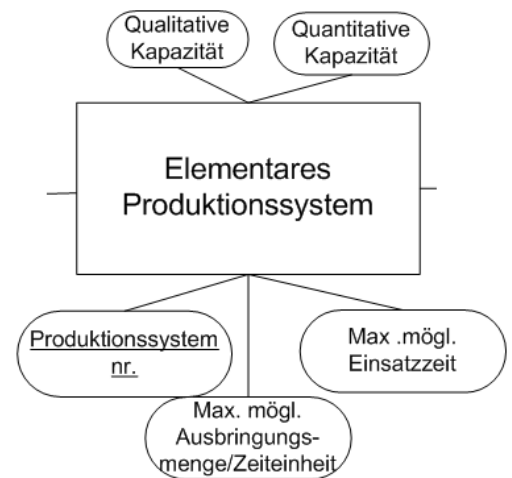 Qualitative
Kapazität
Quantitative
Kapazität
Elementares
Produktionssystem
Produktionssystem
nr.
Max .mögl.
Einsatzzeit
Max. mögl.
Ausbringungs-
menge/Zeiteinheit